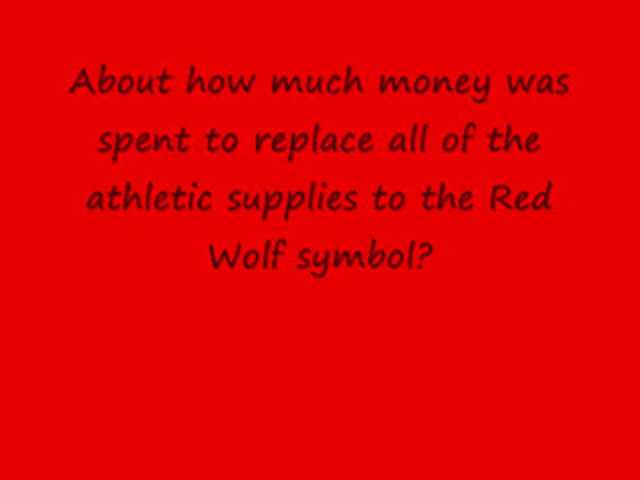 About how much money was
spent to replace all of the
athletic supplies to the Red
Wolf symbol?